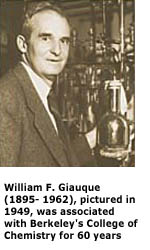 William F. Giauque
(1895- 1962), pictured in
1949, was associated
with Berkeley's College of
Chemistry for 60 years